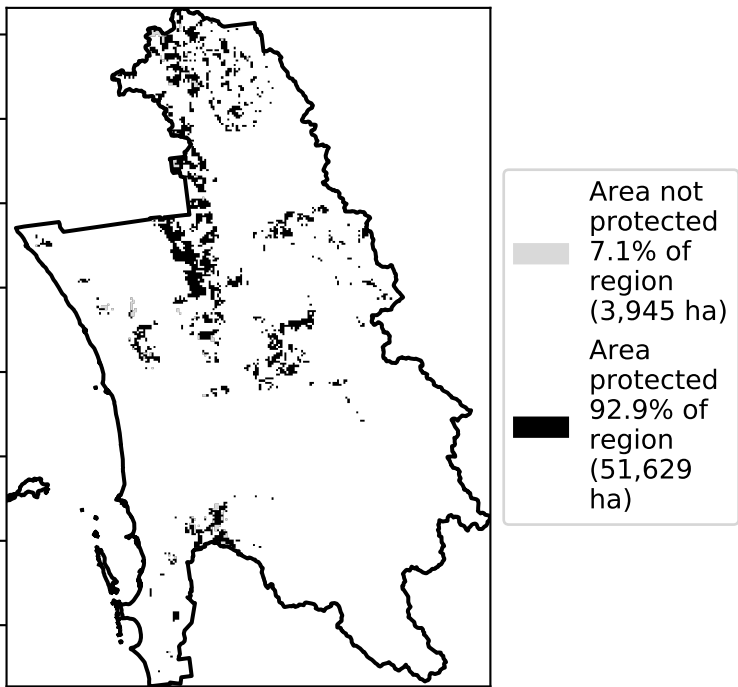 Area not
protected
7.1% of
region
(3,945 ha)
Area
protected
92.9% of
region
(51,629
ha)